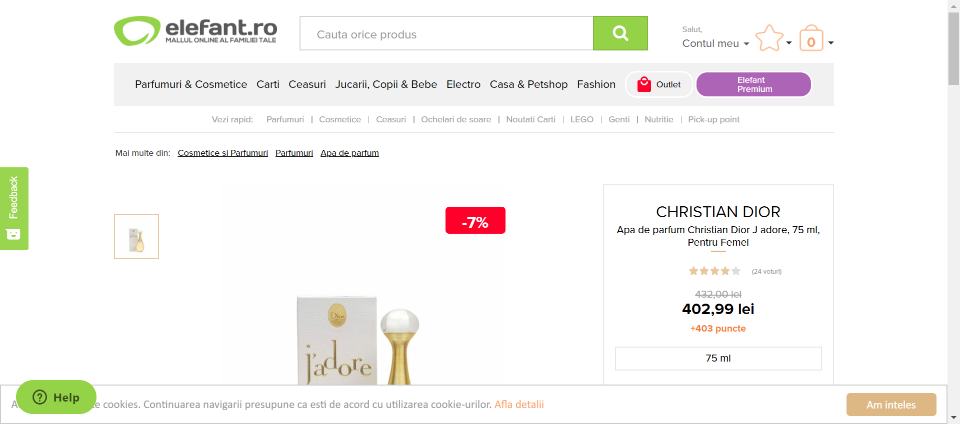 elefant.ro
MALLUL ONLINE AL FAMILIEI TALE
Cauta orice produs
Salut,
Contul meu
0
Parfumuri & Cosmetice Carti Ceasuri Jucarii, Copii & Bebe Electro Casa & Petshop Fashion Outlet Elefant Premium
Vezi rapid: Parfumuri | Cosmetice | Ceasuri | Ochelari de soare | Noutati Carti | LEGO | Genti | Nutritie | Pick-up point
Mai multe din: Cosmetice si Parfumuri Parfumuri Apa de parfum
Feedback
-7%
CHRISTIAN DIOR
Apa de parfum Christian Dior J adore, 75 ml,
Pentru Femei
(24 voturi)
432,00 lei
402,99 lei
+403 puncte
75 ml
Dior
j'adore
Help
te cookies. Continuarea navigarii presupune ca esti de acord cu utilizarea cookie-urilor. Afla detalii
Am inteles